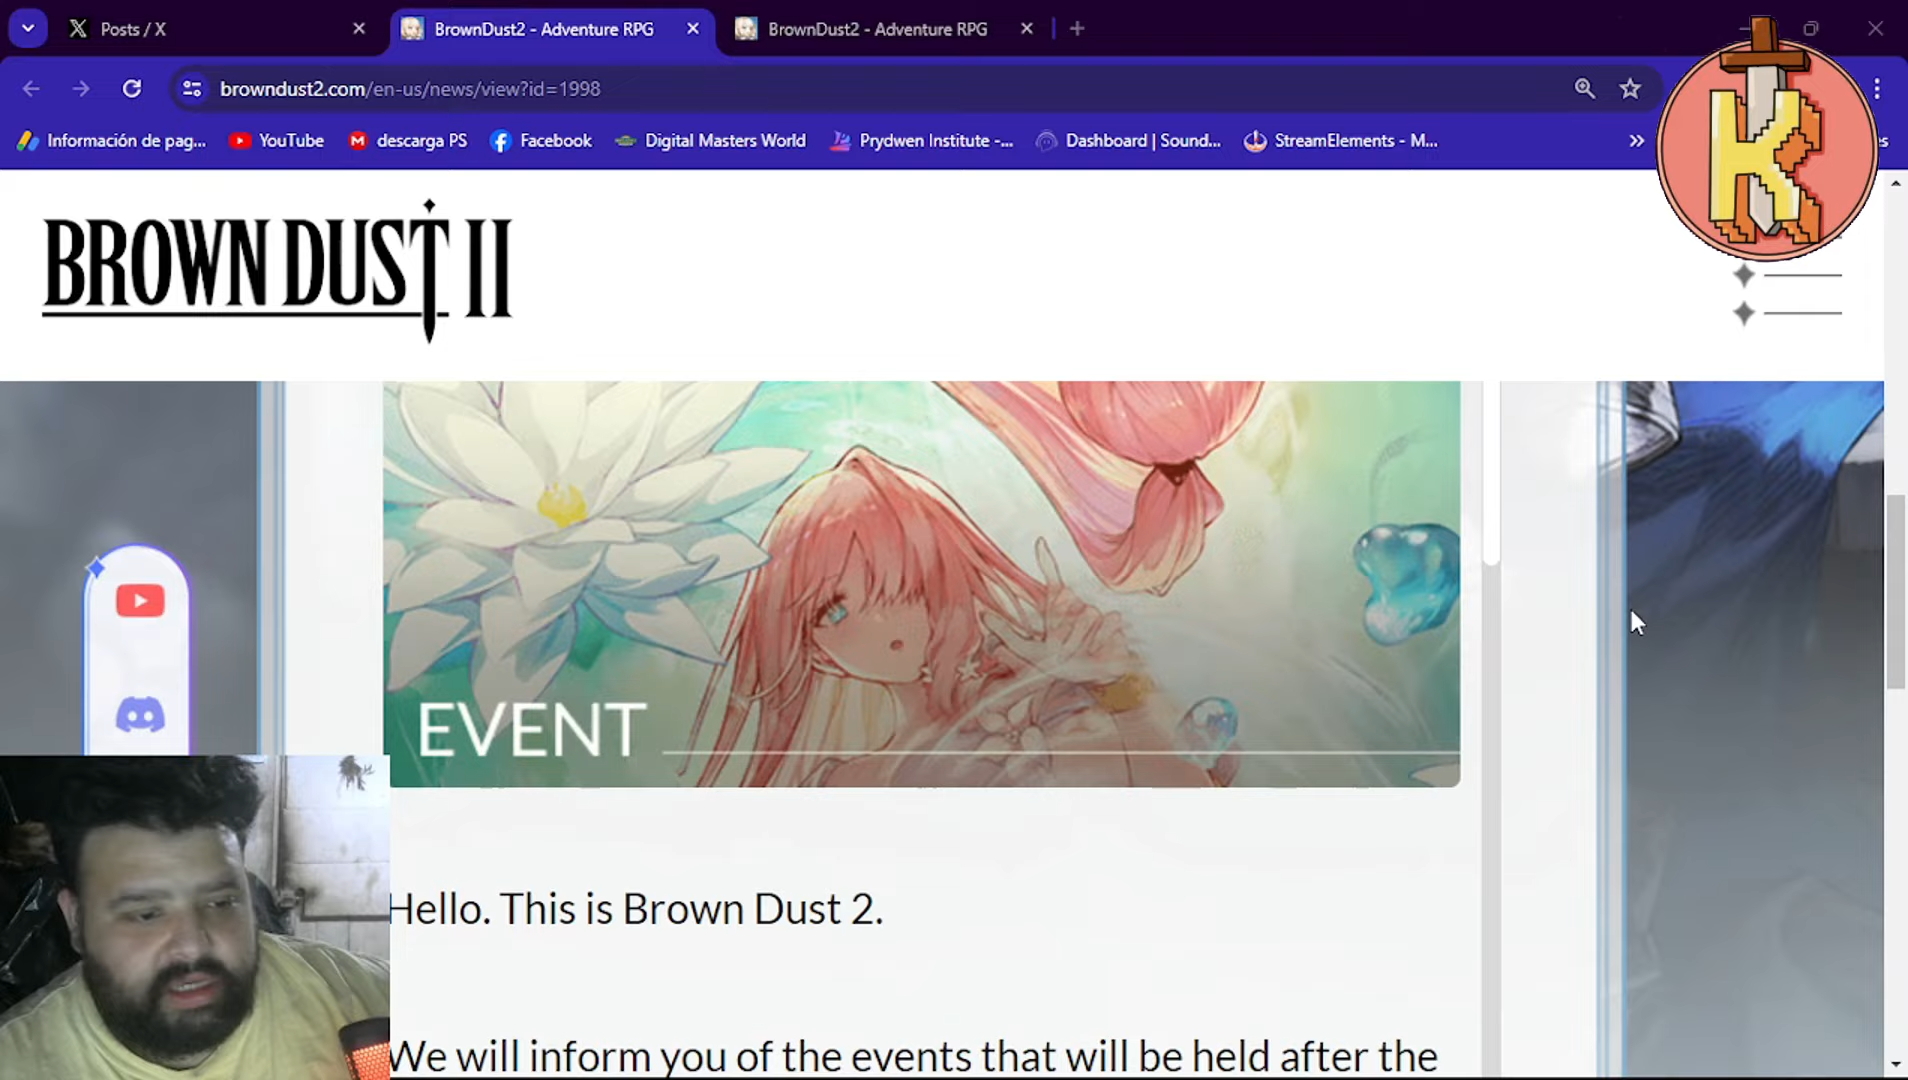 Posts / X
BrownDust2 - Adventure RPG
BrownDust2 - Adventure RPG
browndust2.com/en-us/news/view?id=1998
Información de pag...
YouTube
descarga PS
Facebook
Digital Masters World
Prydwen Institute -...
Dashboard | Sound...
StreamElements - M...
K
BROWN DUST II
EVENT
Hello. This is Brown Dust 2.
We will inform you of the events that will be held after the